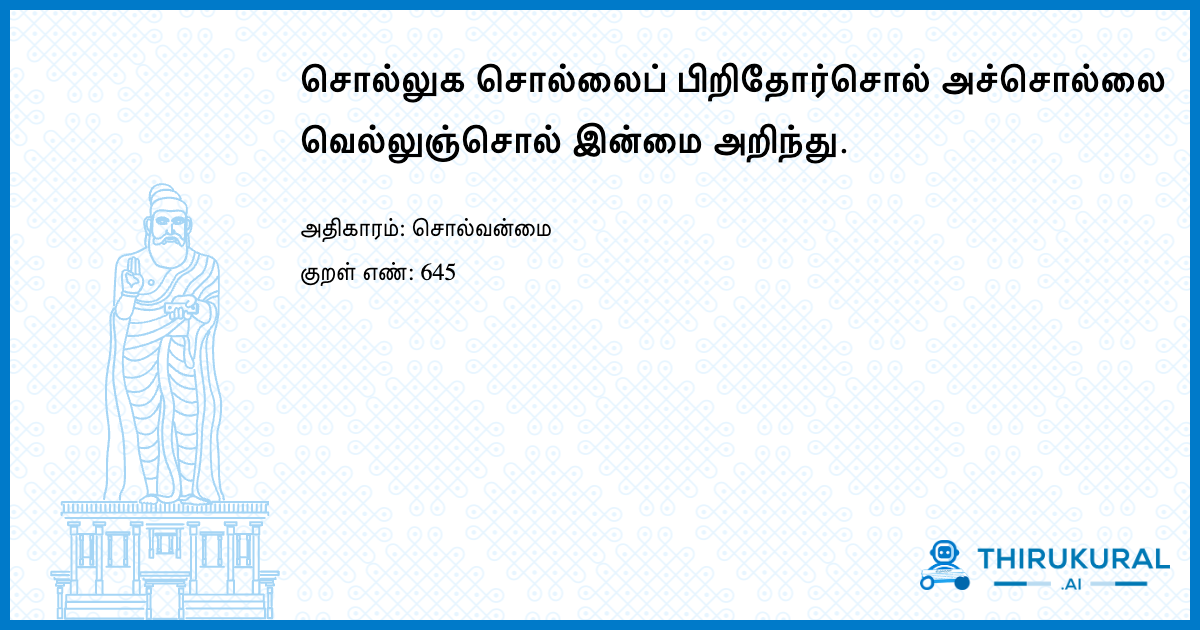 சொல்லுக சொல்லைப் பிறிதோர்சொல் அச்சொல்லை
வெல்லுஞ்சொல் இன்மை அறிந்து.
அதிகாரம்: சொல்வன்மை
குறள் எண்: 645
THIRUKURAL
.AI